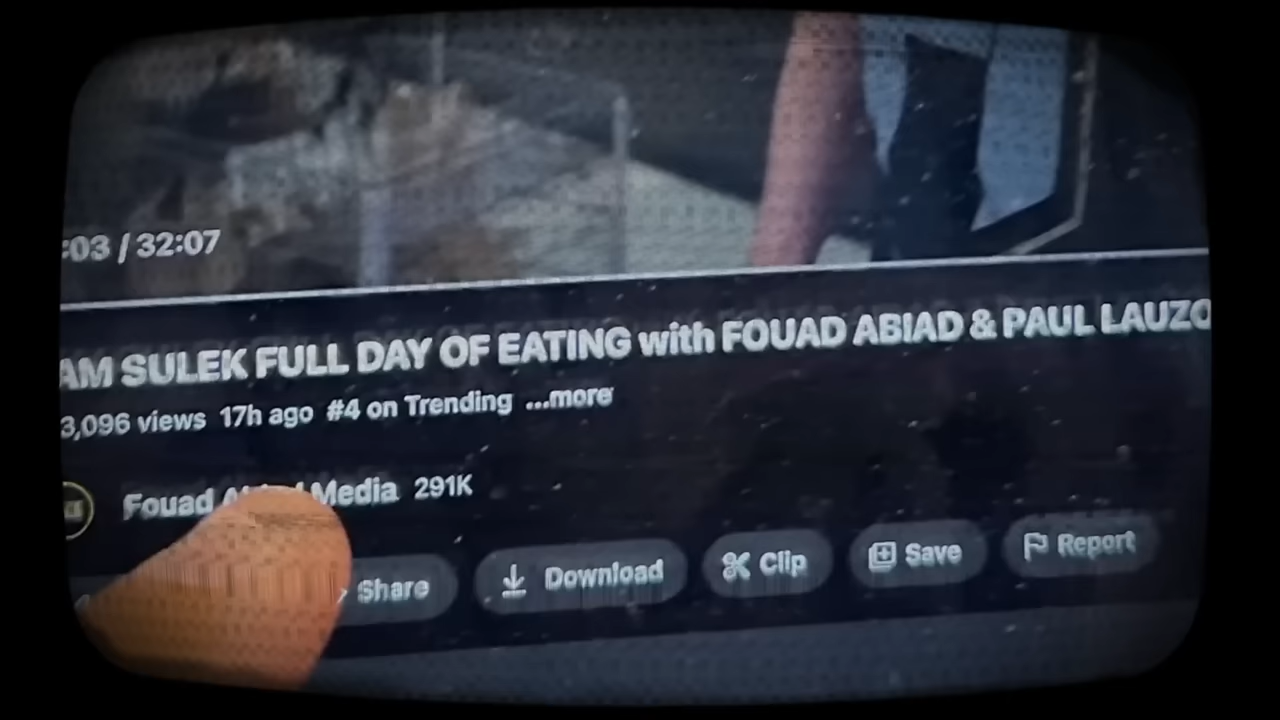 :03 / 32:07
AM SULEK FULL DAY OF EATING with FOUAD ABIAD & PAUL LAUZO
3,096 views 17h ago #4 on Trending ...more
Fouad Media 291K
Share Download Clip Save Report